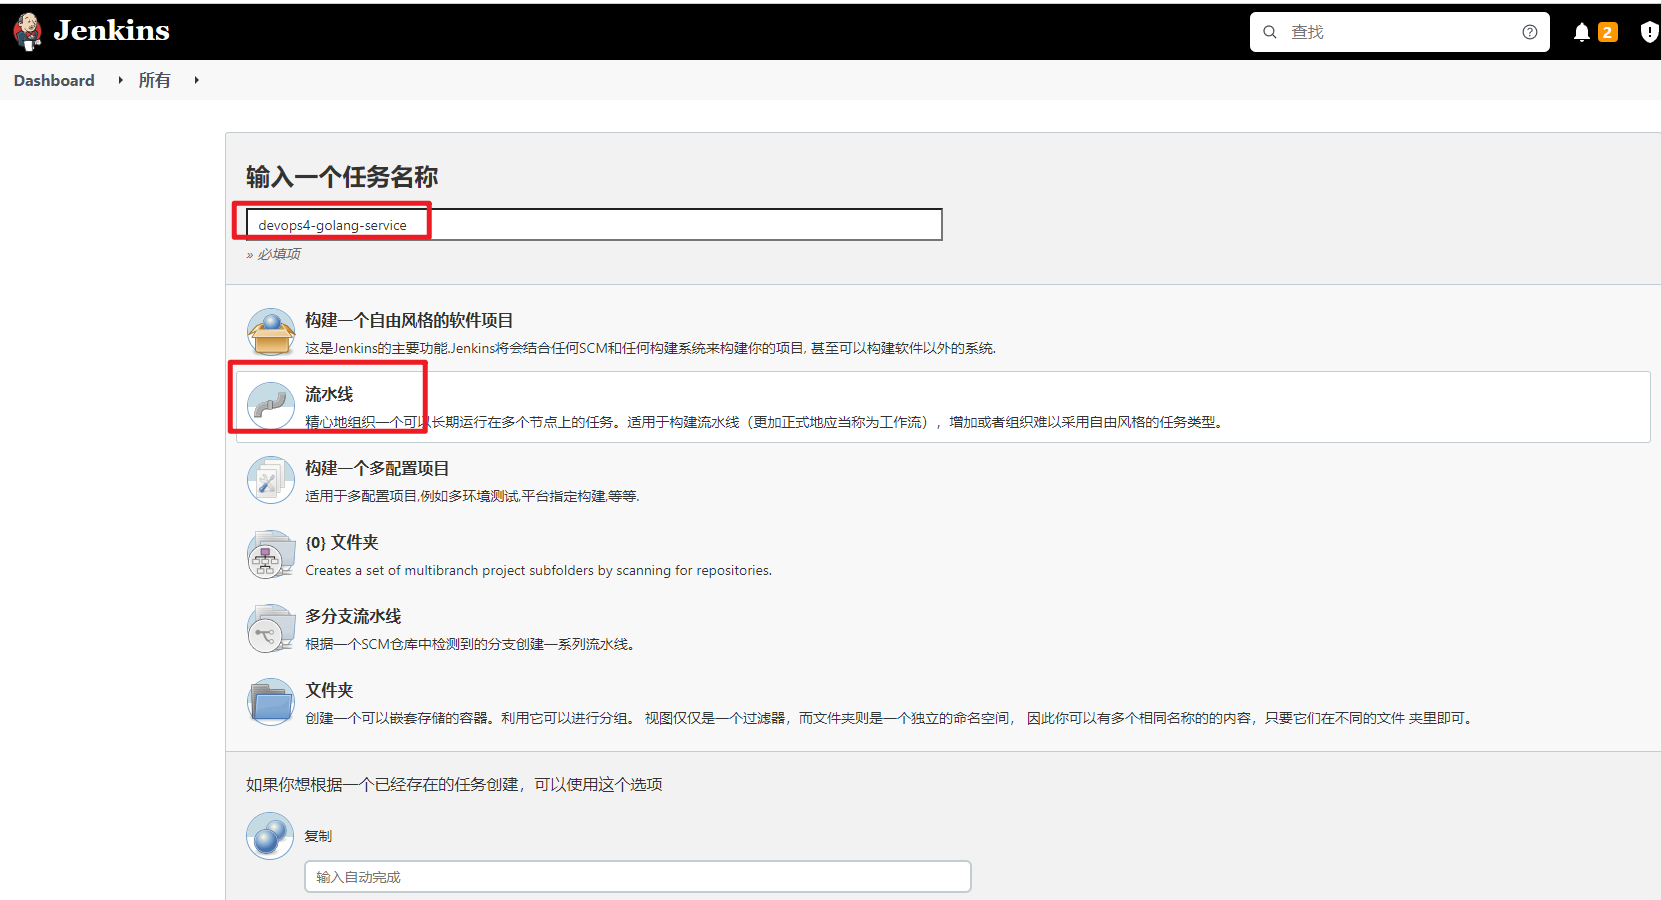 Jenkins
查找
2
Dashboard
所有
输入一个任务名称
devops4-golang-service
» 必填项
构建一个自由风格的软件项目
这是Jenkins的主要功能.Jenkins将会结合任何SCM和任何构建系统来构建你的项目, 甚至可以构建软件以外的系统.
流水线
精心地组织一个可以长期运行在多个节点上的任务。适用于构建流水线（更加正式地应当称为工作流），增加或者组织难以采用自由风格的任务类型。
构建一个多配置项目
适用于多配置项目,例如多环境测试,平台指定构建,等等.
{0} 文件夹
Creates a set of multibranch project subfolders by scanning for repositories.
多分支流水线
根据一个SCM仓库中检测到的分支创建一系列流水线。
文件夹
创建一个可以嵌套存储的容器。利用它可以进行分组。 视图仅仅是一个过滤器，而文件夹则是一个独立的命名空间， 因此你可以有多个相同名称的的内容，只要它们在不同的文件 夹里即可。
如果你想根据一个已经存在的任务创建，可以使用这个选项
复制
输入自动完成